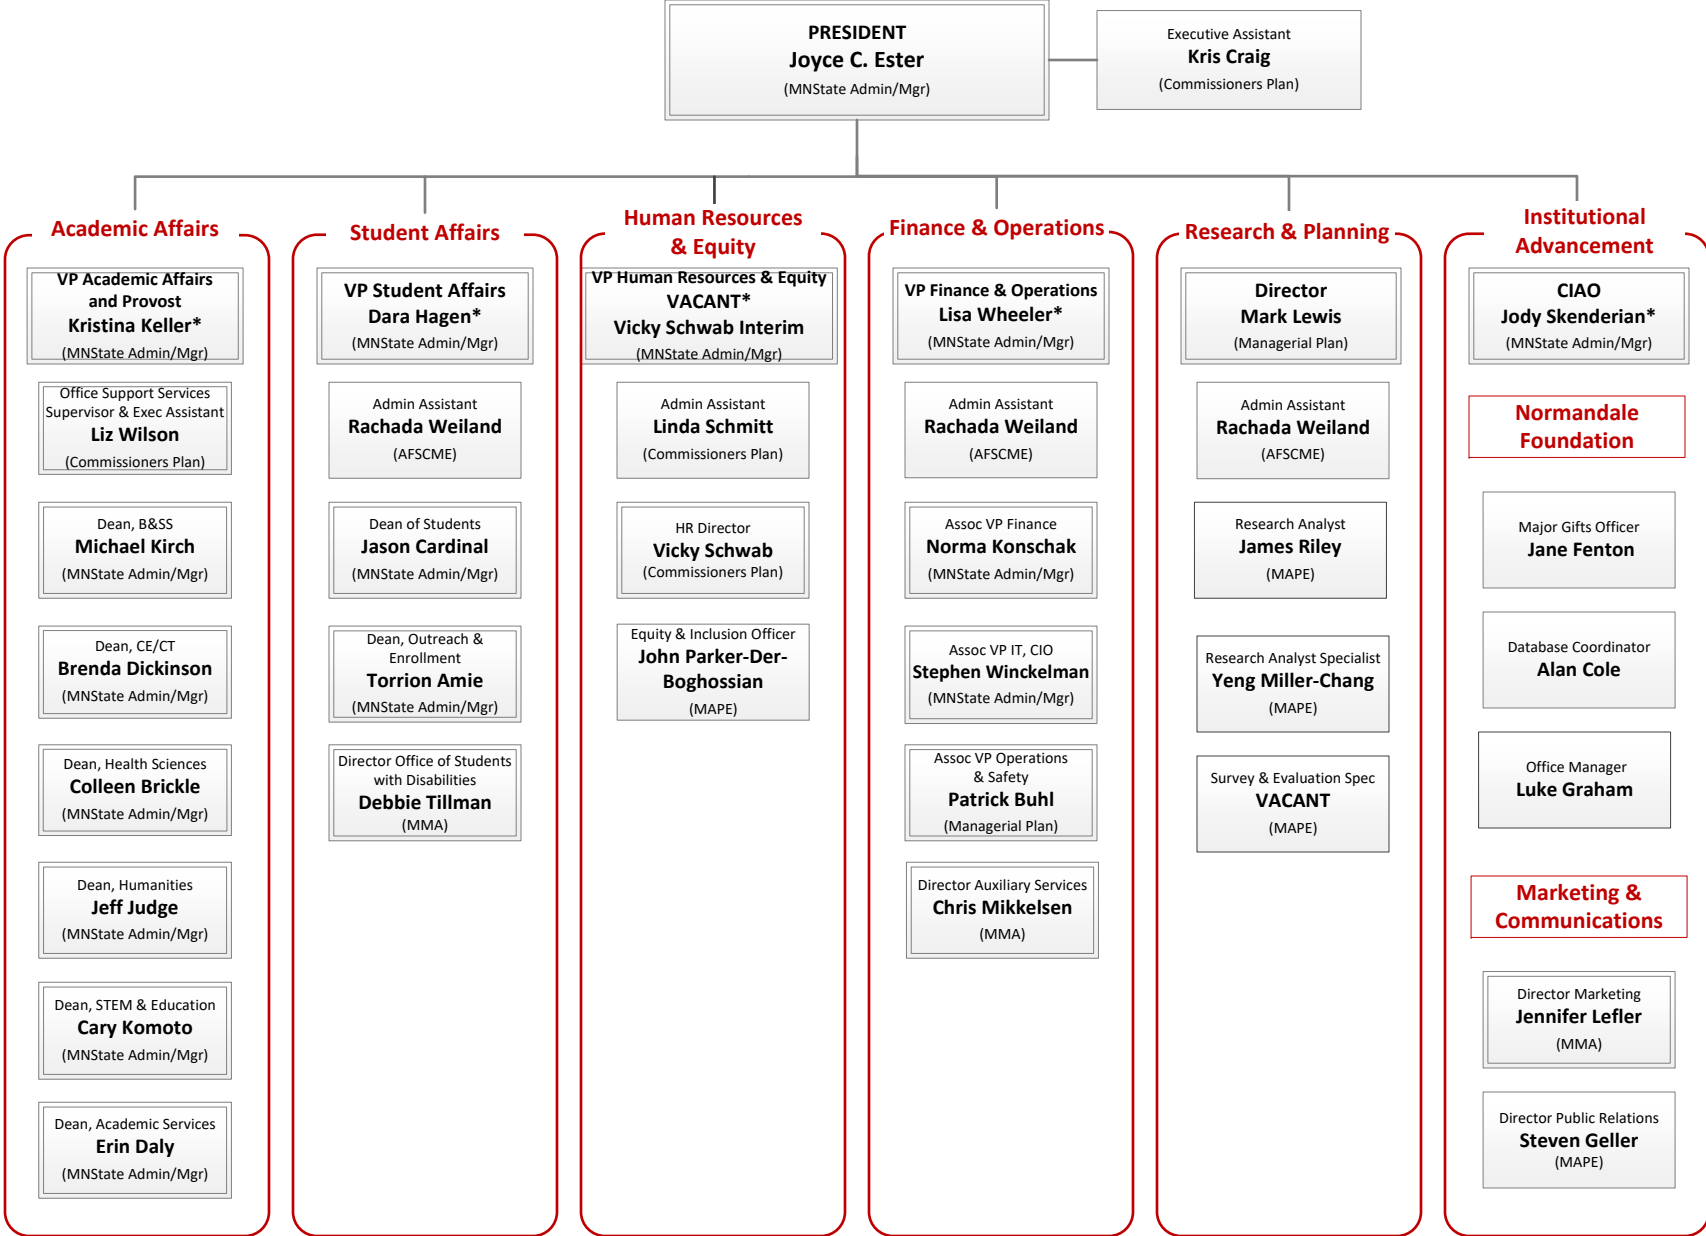 PRESIDENT
Joyce C. Ester
(MNState Admin/Mgr)
Executive Assistant
Kris Craig
(Commissioners Plan)
Academic Affairs
VP Academic Affairs
and Provost
Kristina Keller*
(MNState Admin/Mgr)
Office Support Services
Supervisor & Exec Assistant
Liz Wilson
(Commissioners Plan)
Dean, B&SS
Michael Kirch
(MNState Admin/Mgr)
Dean, CE/CT
Brenda Dickinson
(MNState Admin/Mgr)
Dean, Health Sciences
Colleen Brickle
(MNState Admin/Mgr)
Dean, Humanities
Jeff Judge
(MNState Admin/Mgr)
Dean, STEM & Education
Cary Komoto
(MNState Admin/Mgr)
Dean, Academic Services
Erin Daly
(MNState Admin/Mgr)
Student Affairs
VP Student Affairs
Dara Hagen*
(MNState Admin/Mgr)
Admin Assistant
Rachada Weiland
(AFSCME)
Dean of Students
Jason Cardinal
(MNState Admin/Mgr)
Dean, Outreach &
Enrollment
Torrion Amie
(MNState Admin/Mgr)
Director Office of Students
with Disabilities
Debbie Tillman
(MMA)
Human Resources
& Equity
VP Human Resources & Equity
VACANT*
Vicky Schwab Interim
(MNState Admin/Mgr)
Admin Assistant
Linda Schmitt
(Commissioners Plan)
HR Director
Vicky Schwab
(Commissioners Plan)
Equity & Inclusion Officer
John Parker-Der-
Boghossian
(MAPE)
Finance & Operations
VP Finance & Operations
Lisa Wheeler*
(MNState Admin/Mgr)
Admin Assistant
Rachada Weiland
(AFSCME)
Assoc VP Finance
Norma Konschak
(MNState Admin/Mgr)
Assoc VP IT, CIO
Stephen Winckelman
(MNState Admin/Mgr)
Assoc VP Operations
& Safety
Patrick Buhl
(Managerial Plan)
Director Auxiliary Services
Chris Mikkelsen
(MMA)
Research & Planning
Director
Mark Lewis
(Managerial Plan)
Admin Assistant
Rachada Weiland
(AFSCME)
Research Analyst
James Riley
(MAPE)
Research Analyst Specialist
Yeng Miller-Chang
(MAPE)
Survey & Evaluation Spec
VACANT
(MAPE)
Institutional
Advancement
CIAO
Jody Skenderian*
(MNState Admin/Mgr)
Normandale
Foundation
Major Gifts Officer
Jane Fenton
Database Coordinator
Alan Cole
Office Manager
Luke Graham
Marketing &
Communications
Director Marketing
Jennifer Lefler
(MMA)
Director Public Relations
Steven Geller
(MAPE)